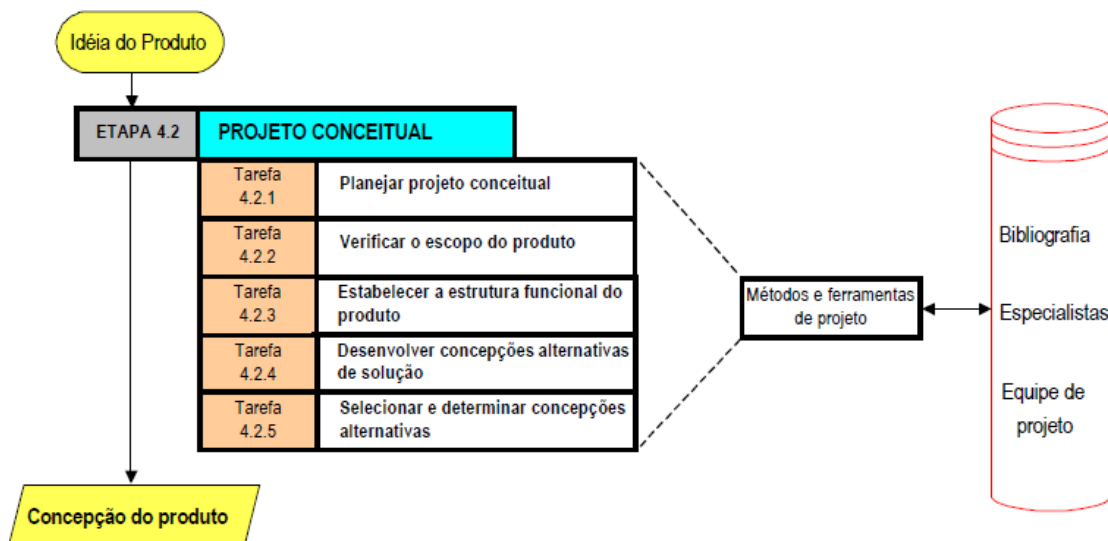 Idéia do Produto
ETAPA 4.2
PROJETO CONCEITUAL
Tarefa
4.2.1
Planejar projeto conceitual
Tarefa
4.2.2
Verificar o escopo do produto
Tarefa
4.2.3
Estabelecer a estrutura funcional do
produto
Tarefa
4.2.4
Desenvolver concepções alternativas
de solução
Tarefa
4.2.5
Selecionar e determinar concepções
alternativas
Métodos e ferramentas
de projeto
Bibliografia
Especialistas
Equipe de
projeto
Concepção do produto